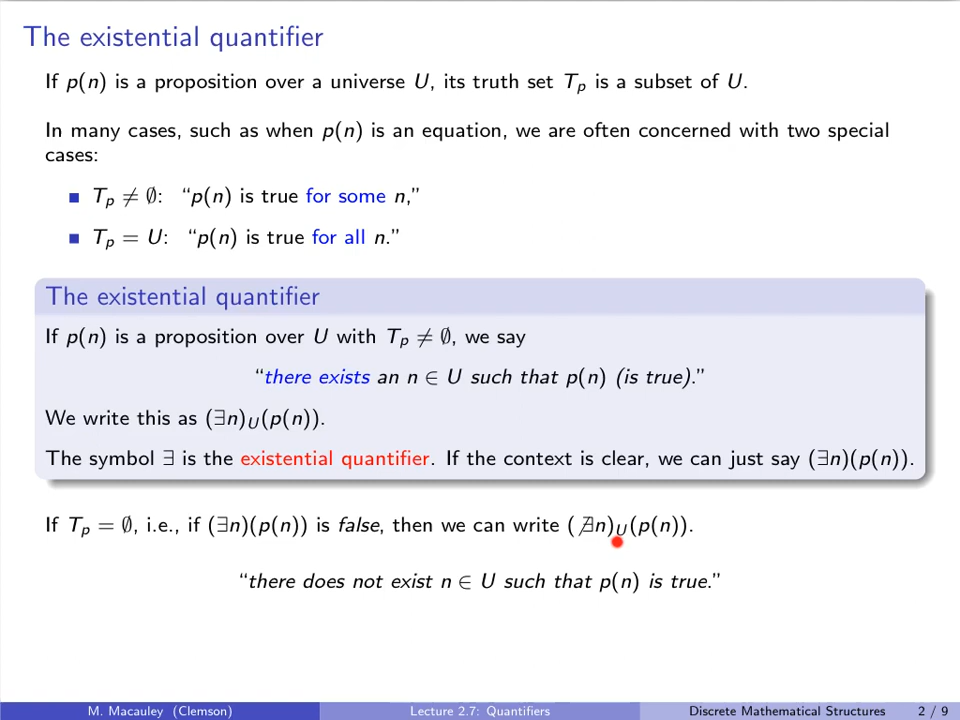 The existential quantifier
If p(n) is a proposition over a universe U, its truth set Tₚ is a subset of U.
In many cases, such as when p(n) is an equation, we are often concerned with two special
cases:
Tₚ ≠ ∅: “p(n) is true for some n,”
Tₚ = U: “p(n) is true for all n.”
The existential quantifier
If p(n) is a proposition over U with Tₚ ≠ ∅, we say
“there exists an n ∈ U such that p(n) (is true).”
We write this as (∃n)_U(p(n)).
The symbol ∃ is the existential quantifier. If the context is clear, we can just say (∃n)(p(n)).
If Tₚ = ∅, i.e., if (∃n)(p(n)) is false, then we can write (∄n)_U(p(n)).
“there does not exist n ∈ U such that p(n) is true.”
M. Macauley (Clemson) Lecture 2.7: Quantifiers Discrete Mathematical Structures 2 / 9